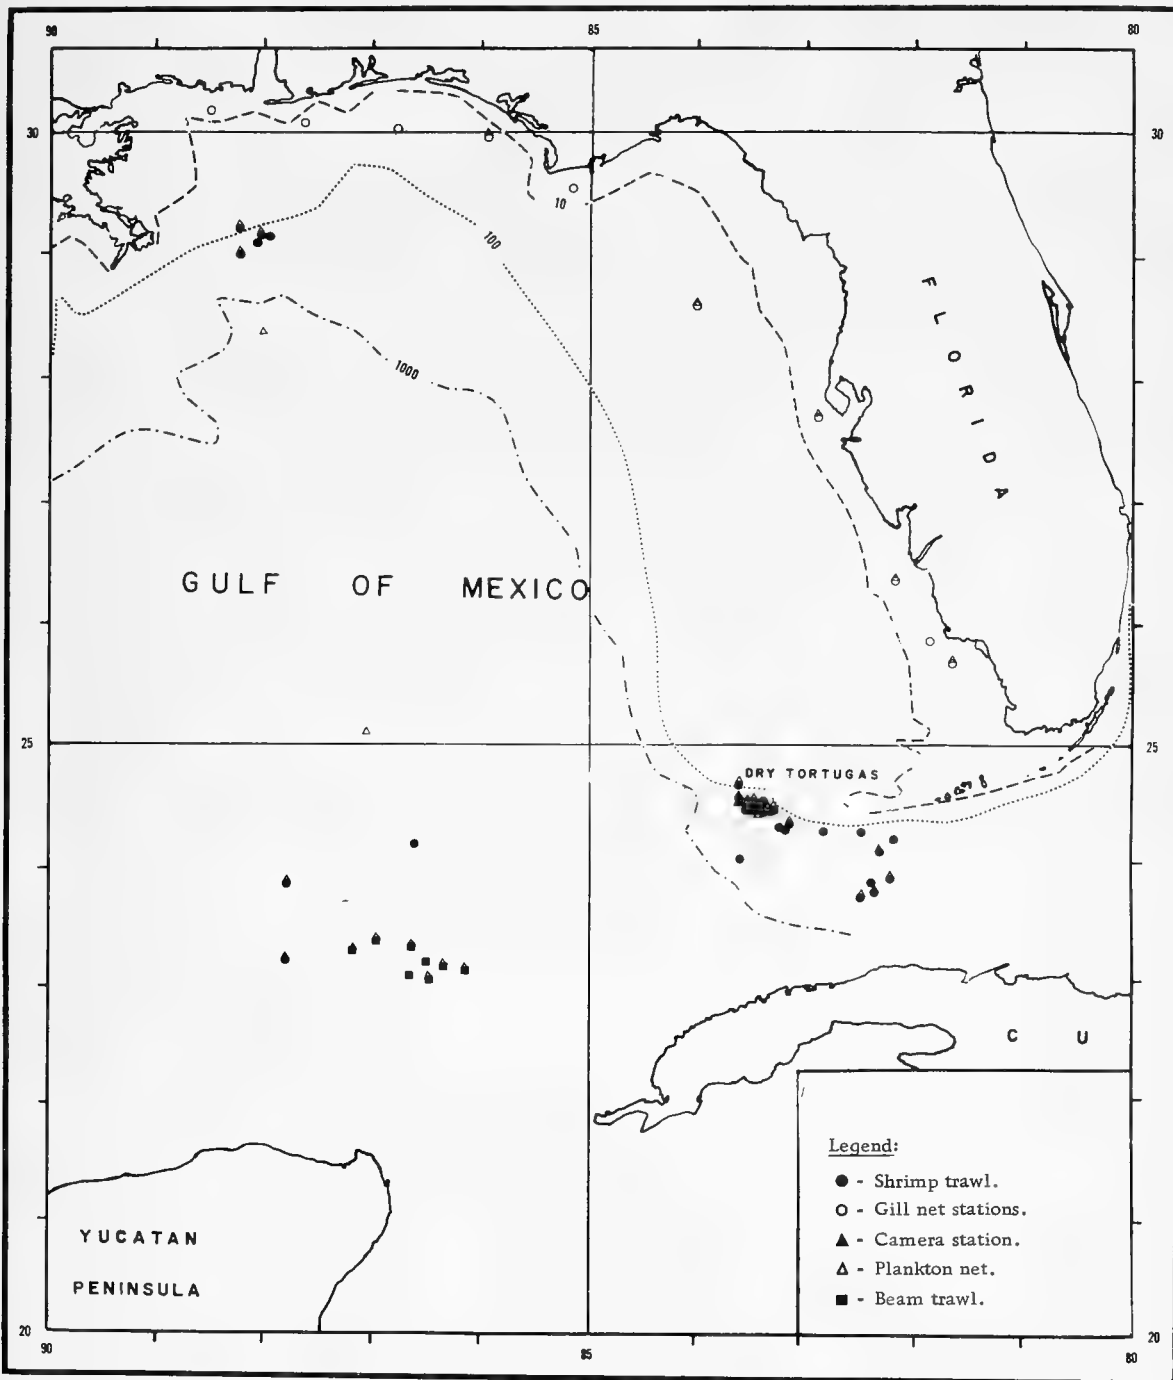 90 85 80
30 30
10
100
FLORIDA
1000
GULF OF MEXICO
25 25
DRY TORTUGAS
C U
Legend:
● - Shrimp trawl.
○ - Gill net stations.
▲ - Camera station.
△ - Plankton net.
■ - Beam trawl.
YUCATAN
PENINSULA
20 20
90 85 80